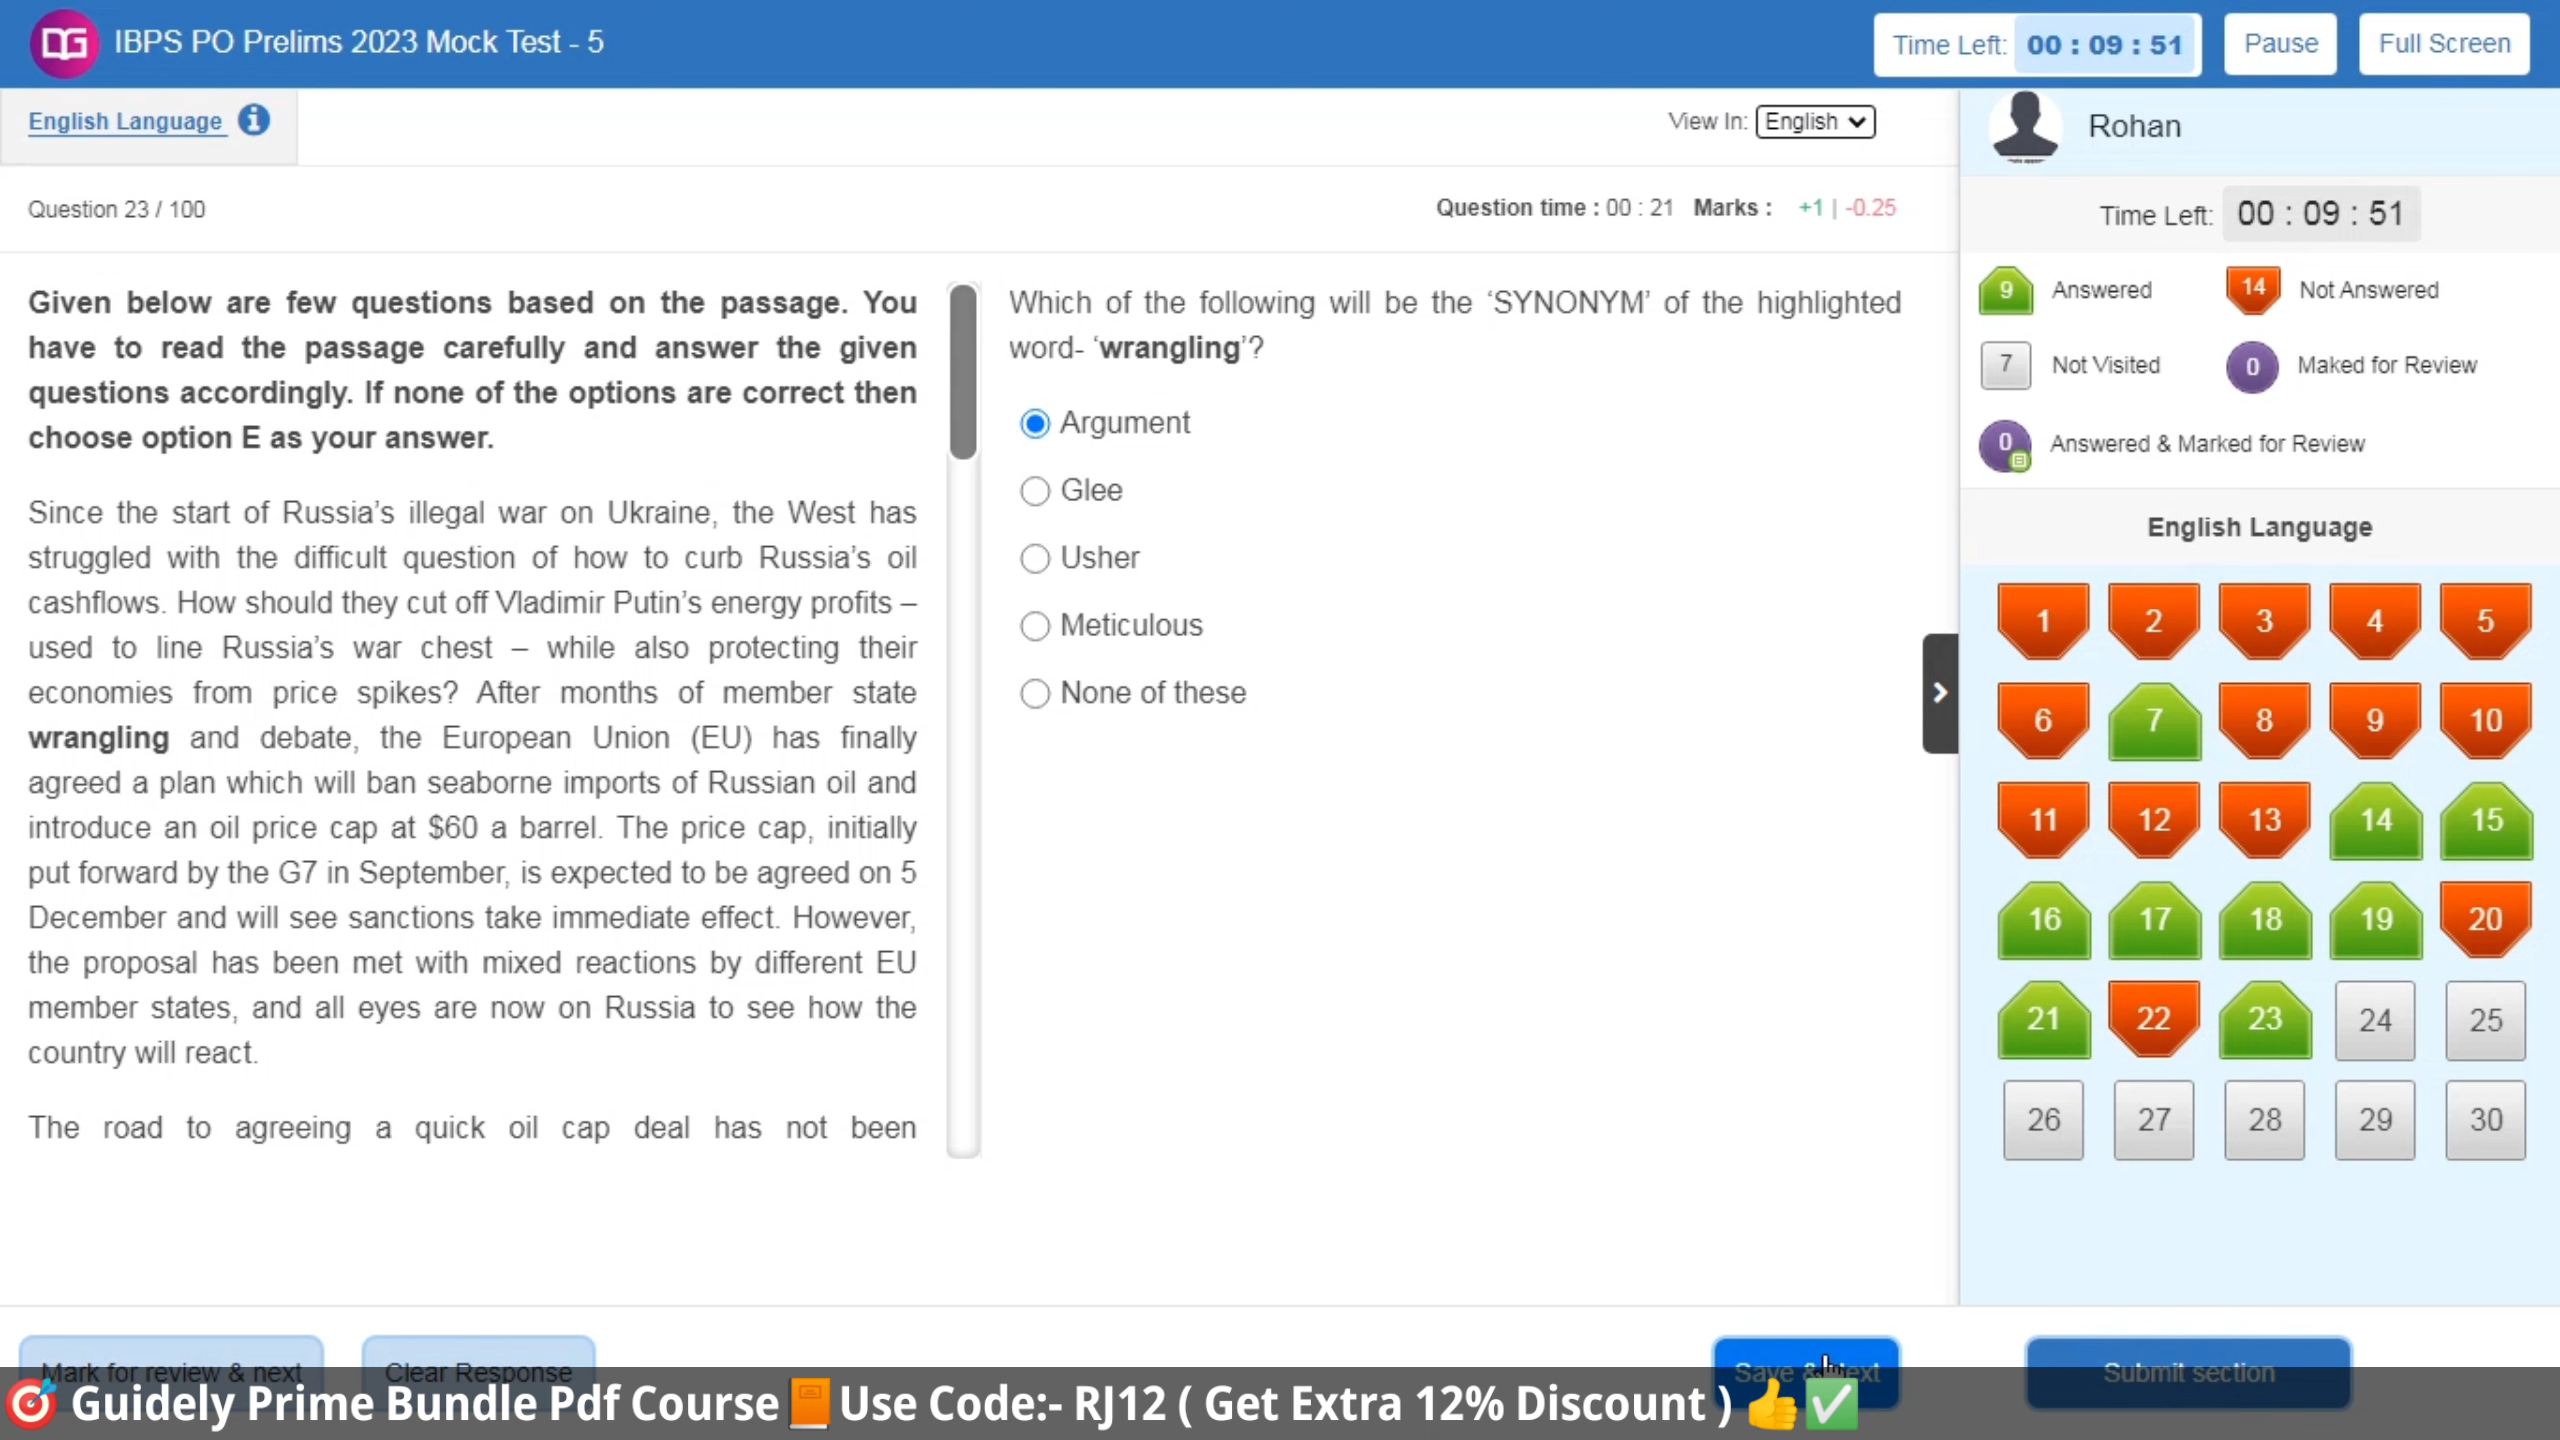 IBPS PO Prelims 2023 Mock Test - 5
Time Left: 00 : 09 : 51
Pause
Full Screen
English Language
View In: English
Rohan
Question 23 / 100
Question time : 00 : 21 Marks : +1 | -0.25
Time Left: 00 : 09 : 51
9 Answered
14 Not Answered
7 Not Visited
0 Maked for Review
0 Answered & Marked for Review
Given below are few questions based on the passage. You
have to read the passage carefully and answer the given
questions accordingly. If none of the options are correct then
choose option E as your answer.
Since the start of Russia’s illegal war on Ukraine, the West has
struggled with the difficult question of how to curb Russia’s oil
cashflows. How should they cut off Vladimir Putin’s energy profits –
used to line Russia’s war chest – while also protecting their
economies from price spikes? After months of member state
wrangling and debate, the European Union (EU) has finally
agreed a plan which will ban seaborne imports of Russian oil and
introduce an oil price cap at $60 a barrel. The price cap, initially
put forward by the G7 in September, is expected to be agreed on 5
December and will see sanctions take immediate effect. However,
the proposal has been met with mixed reactions by different EU
member states, and all eyes are now on Russia to see how the
country will react.
The road to agreeing a quick oil cap deal has not been
Which of the following will be the ‘SYNONYM’ of the highlighted
word- ‘wrangling’?
Argument
Glee
Usher
Meticulous
None of these
English Language
1 2 3 4 5
6 7 8 9 10
11 12 13 14 15
16 17 18 19 20
21 22 23 24 25
26 27 28 29 30
Mark for review & next
Clear Response
Save & Next
Submit section
Guidely Prime Bundle Pdf Course Use Code:- RJ12 ( Get Extra 12% Discount )